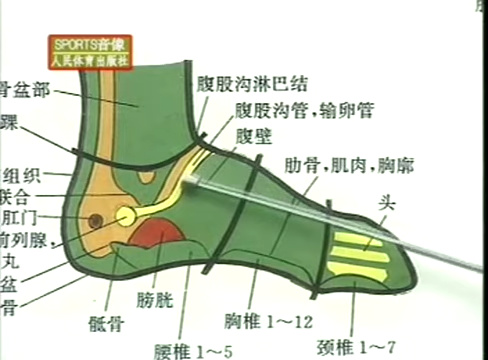 SPORTS音像
人民体育出版社
骨盆部
腹股沟淋巴结
腹股沟管，输卵管
踝
腹壁
肋骨，肌肉，胸廓
组织
联合
头
肛门
前列腺，
丸
盆
骨
膀胱
骶骨
胸椎1～12
腰椎1～5
颈椎1～7